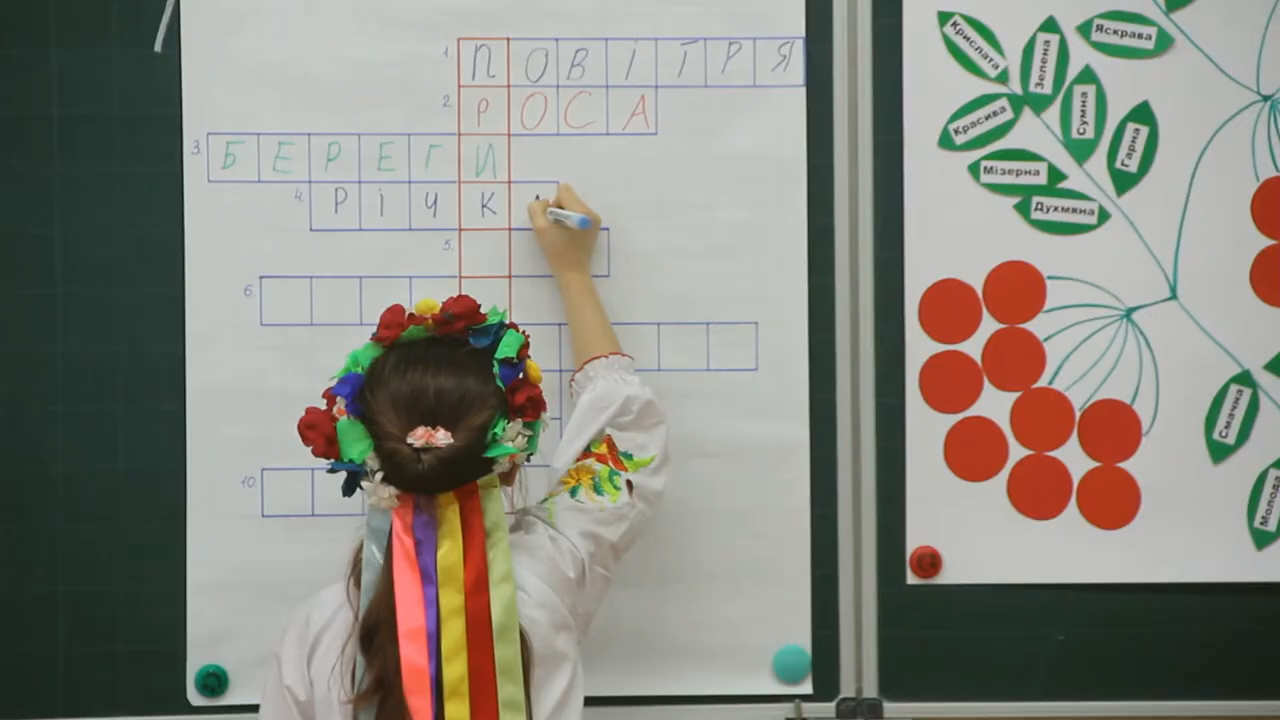 1. ПОВІТРЯ
2. РОСА
3. БЕРЕГИ
4. РІЧК
5.
6.
10.
Крислата
Зелена
Яскрава
Красива
Сумна
Гарна
Мізерна
Духмяна
Смачна
Молода